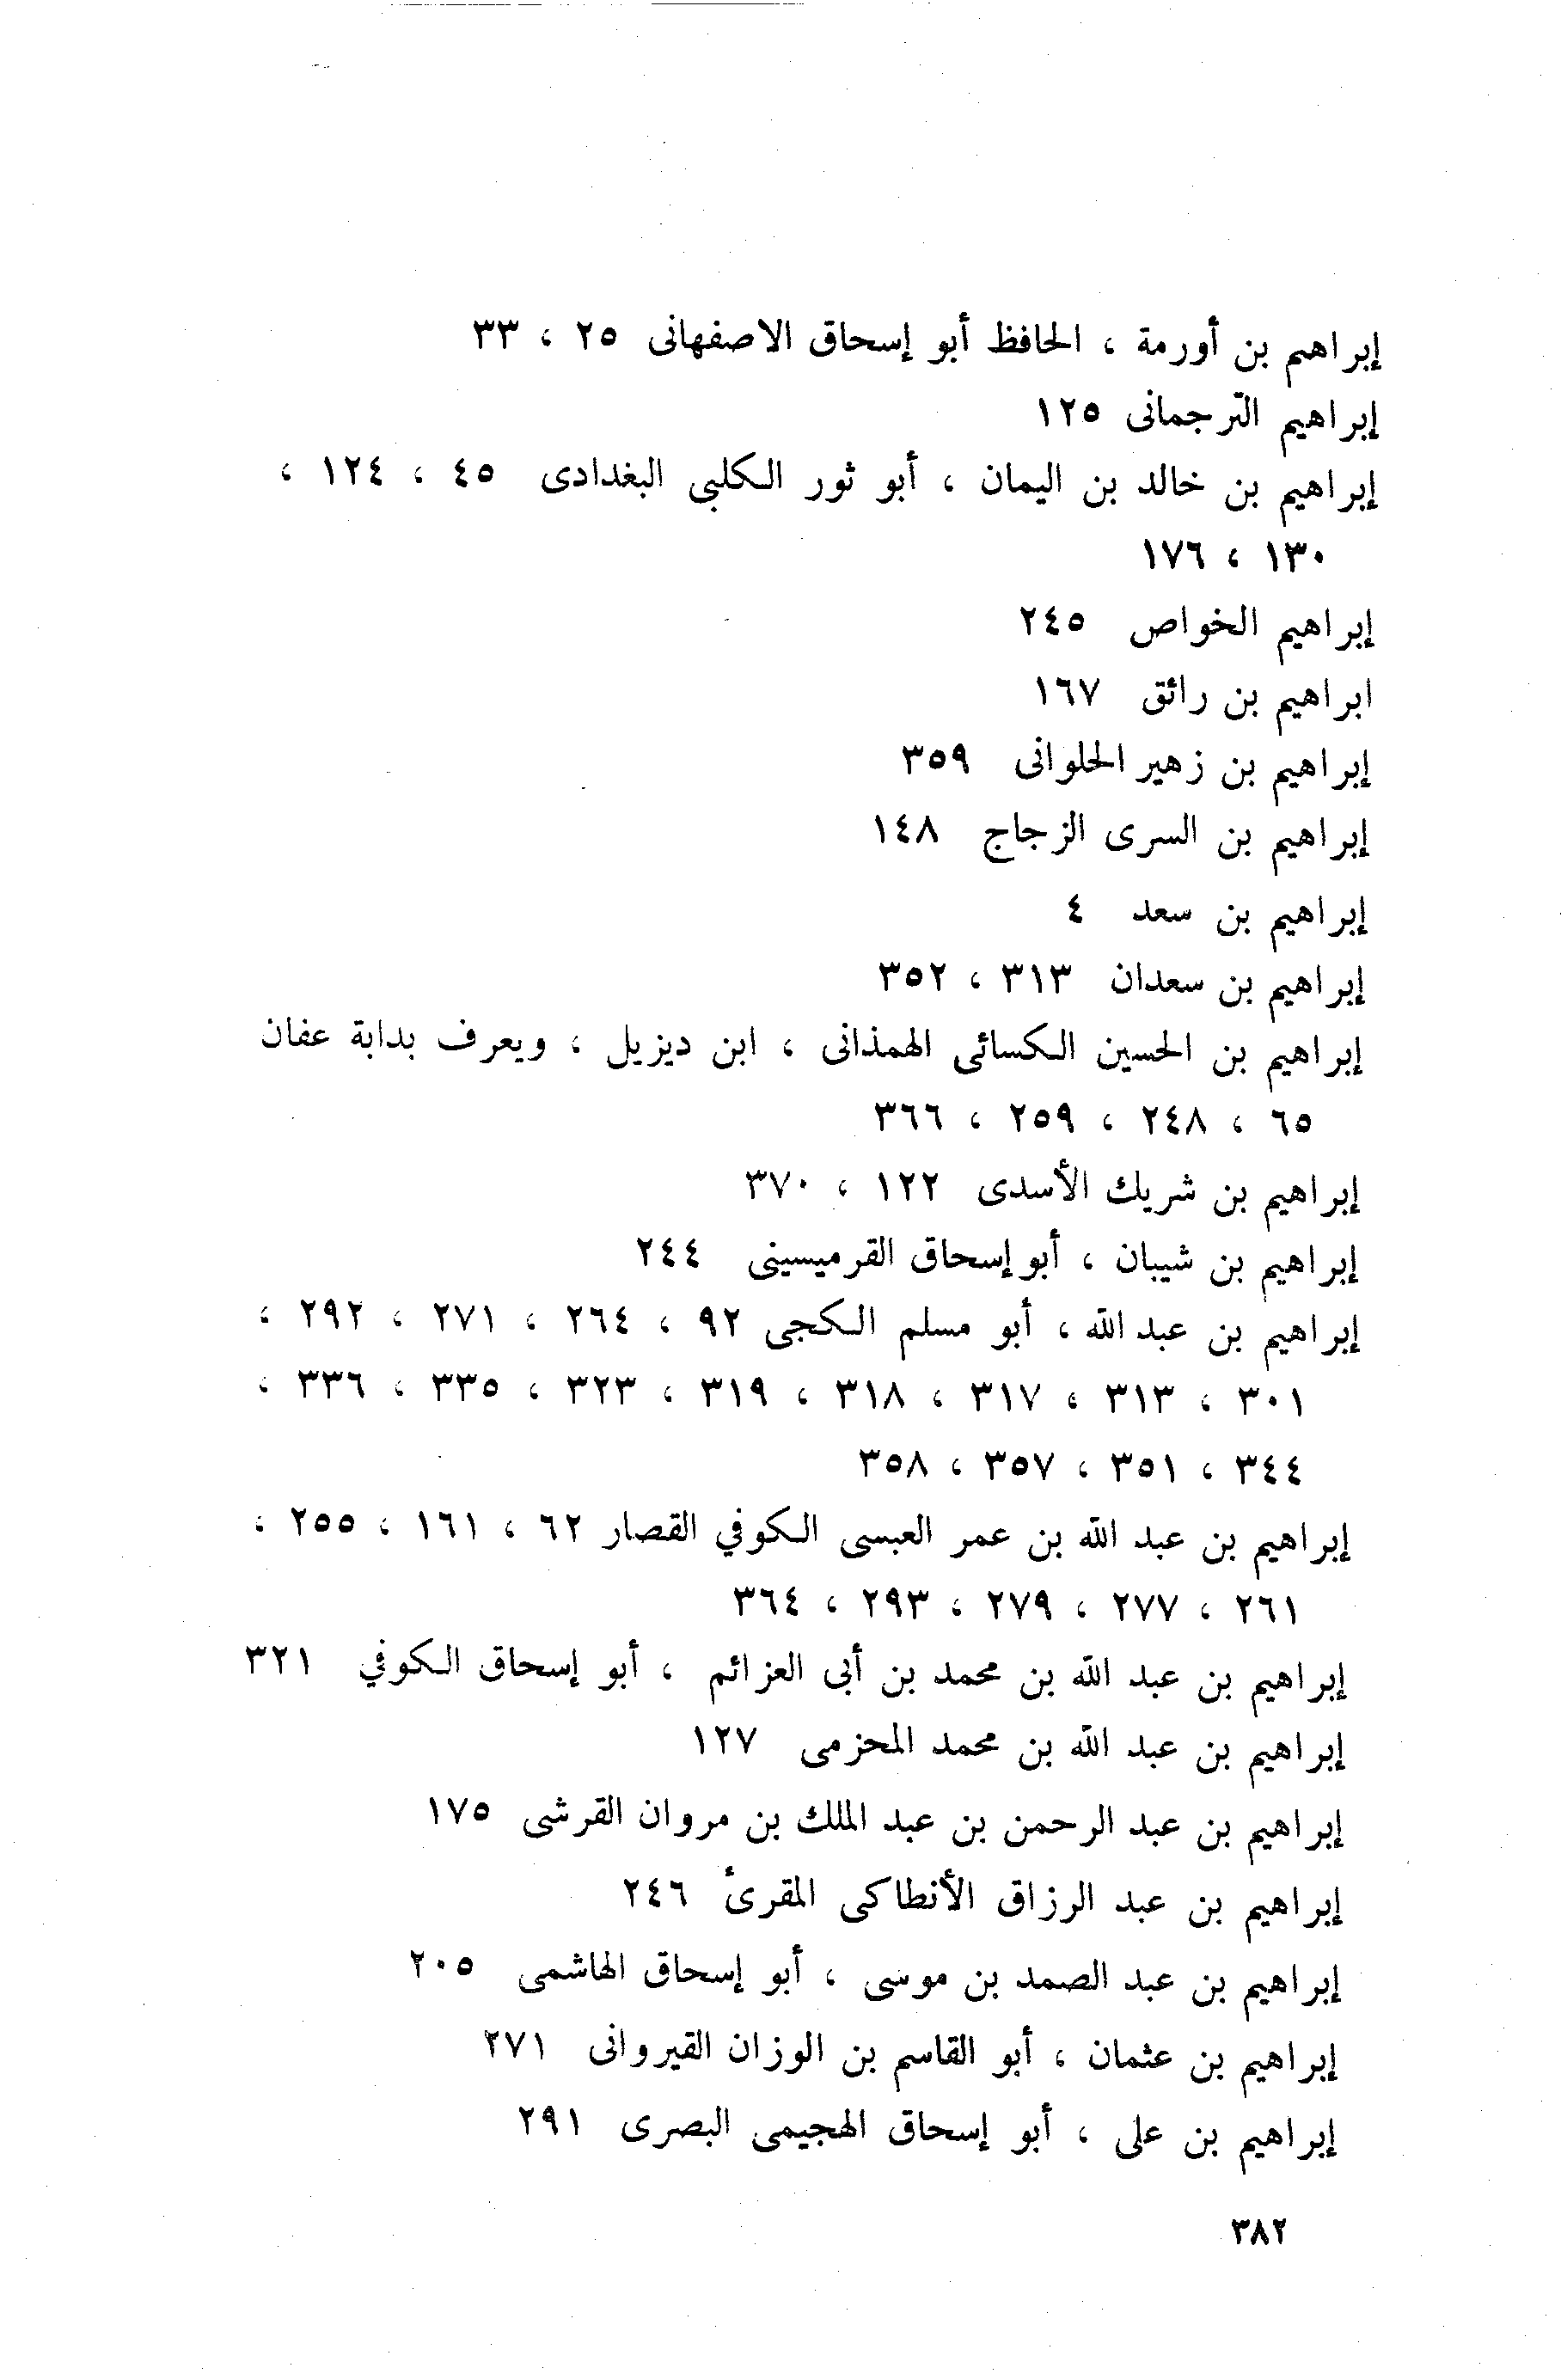 إبراهيم بن أورمة ، الحافظ أبو إسحاق الاصفهانى ٢٥ ، ٣٣
إبراهيم الترجمانى ١٢٥
إبراهيم بن خالد بن اليمان ، أبو ثور الكلبى البغدادى ٤٥ ، ١٢٤ ،
١٣٠ ، ١٧٦
إبراهيم الخواص ٢٤٥
ابراهيم بن رائق ١٦٧
إبراهيم بن زهير الحلوانى ٣٥٩
إبراهيم بن السرى الزجاج ١٤٨
إبراهيم بن سعد ٤
إبراهيم بن سعدان ٣١٣ ، ٣٥٢
إبراهيم بن الحسين الكسائى الهمذانى ، ابن ديزيل ، ويعرف بدابة عفان
٦٥ ، ٢٤٨ ، ٢٥٩ ، ٣٦٦
إبراهيم بن شريك الأسدى ١٢٢ ، ٣٧٠
إبراهيم بن شيبان ، أبو إسحاق القرميسينى ٢٤٤
إبراهيم بن عبد الله ، أبو مسلم الكجى ٩٢ ، ٢٦٤ ، ٢٧١ ، ٢٩٢ ،
٣٠١ ، ٣١٣ ، ٣١٧ ، ٣١٨ ، ٣١٩ ، ٣٢٣ ، ٣٣٥ ، ٣٣٦ ،
٣٤٤ ، ٣٥١ ، ٣٥٧ ، ٣٥٨
إبراهيم بن عبد الله بن عمر العبسى الكوفي القصار ٦٢ ، ١٦١ ، ٢٥٥ ،
٢٦١ ، ٢٧٧ ، ٢٧٩ ، ٢٩٣ ، ٣٦٤
إبراهيم بن عبد الله بن محمد بن أبى العزائم ، أبو إسحاق الكوفي ٣٢١
إبراهيم بن عبد الله بن محمد المحزمى ١٢٧
إبراهيم بن عبد الرحمن بن عبد الملك بن مروان القرشى ١٧٥
إبراهيم بن عبد الرزاق الأنطاكى المقرئ ٢٤٦
إبراهيم بن عبد الصمد بن موسى ، أبو إسحاق الهاشمى ٢٠٥
إبراهيم بن عثمان ، أبو القاسم بن الوزان القيروانى ٢٧١
إبراهيم بن على ، أبو إسحاق الهجيمى البصرى ٢٩١
٣٨٢